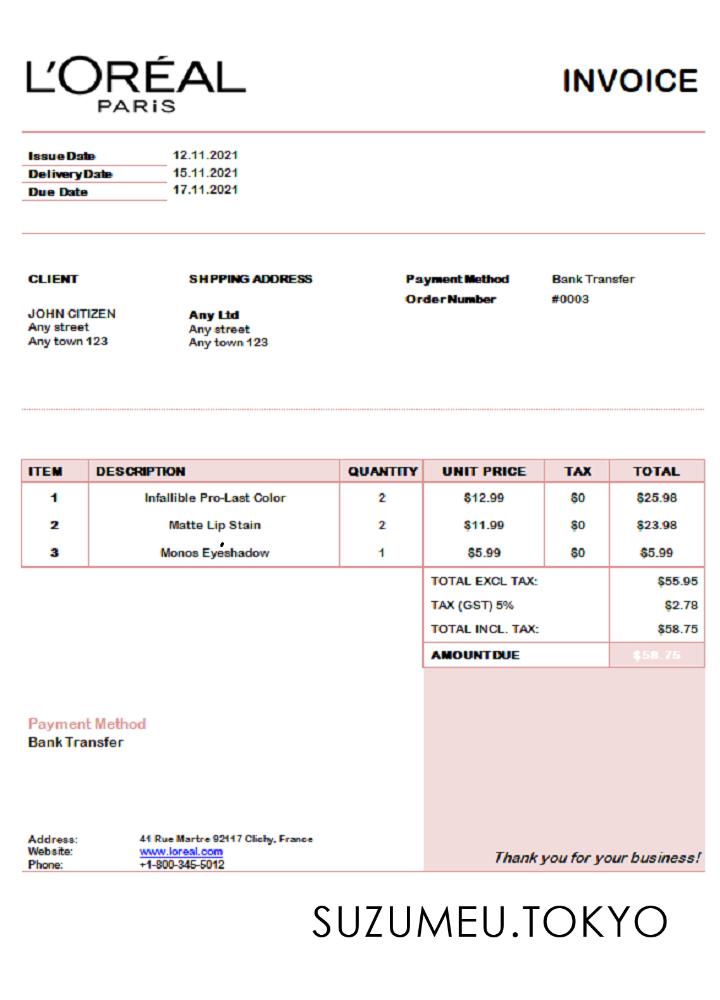 L'ORÉAL
PARiS
INVOICE
Issue Date 12.11.2021
Delivery Date 15.11.2021
Due Date 17.11.2021
CLIENT SHPPING ADDRESS Payment Method Bank Transfer
Order Number #0003
JOHN CITIZEN Any Ltd
Any street Any street
Any town 123 Any town 123
ITEM DESCRIPTION QUANTITY UNIT PRICE TAX TOTAL
1 Infallible Pro-Last Color 2 $12.99 $0 $25.98
2 Matte Lip Stain 2 $11.99 $0 $23.98
3 Monos Eyeshadow 1 $5.99 $0 $5.99
TOTAL EXCL TAX: $55.95
TAX (GST) 5% $2.78
TOTAL INCL. TAX: $58.75
AMOUNT DUE $58.75
Payment Method
Bank Transfer
Address: 41 Rue Martre 92117 Clichy, France
Website: www.loreal.com
Phone: +1-800-345-5012
Thank you for your business!
SUZUMEU.TOKYO